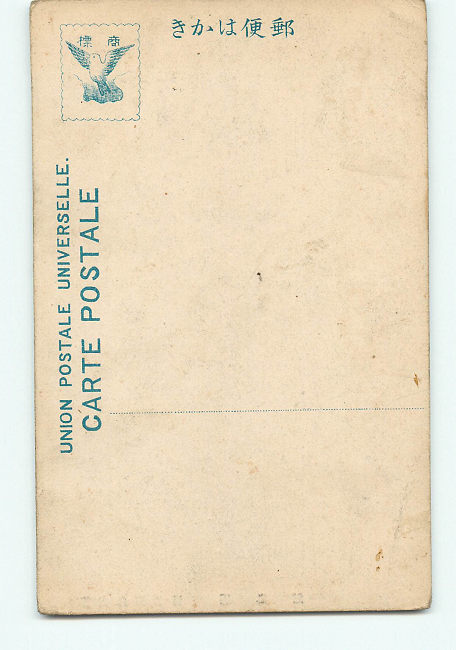 郵便はかき
商標
UNION POSTALE UNIVERSELLE.
CARTE POSTALE